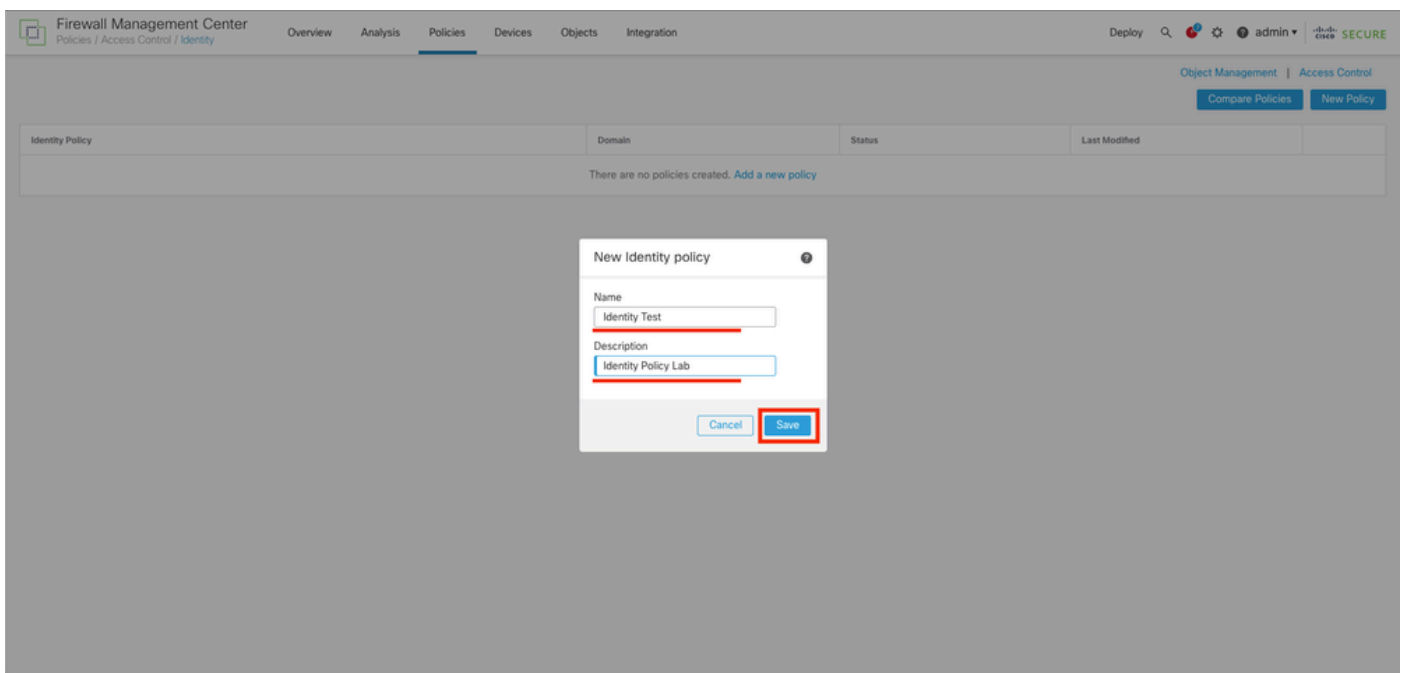 Firewall Management Center
Policies / Access Control / Identity
Overview Analysis Policies Devices Objects Integration
Deploy admin cisco SECURE
Object Management | Access Control
Compare Policies New Policy
Identity Policy Domain Status Last Modified
There are no policies created. Add a new policy
New Identity policy
Name
Identity Test
Description
Identity Policy Lab
Cancel Save